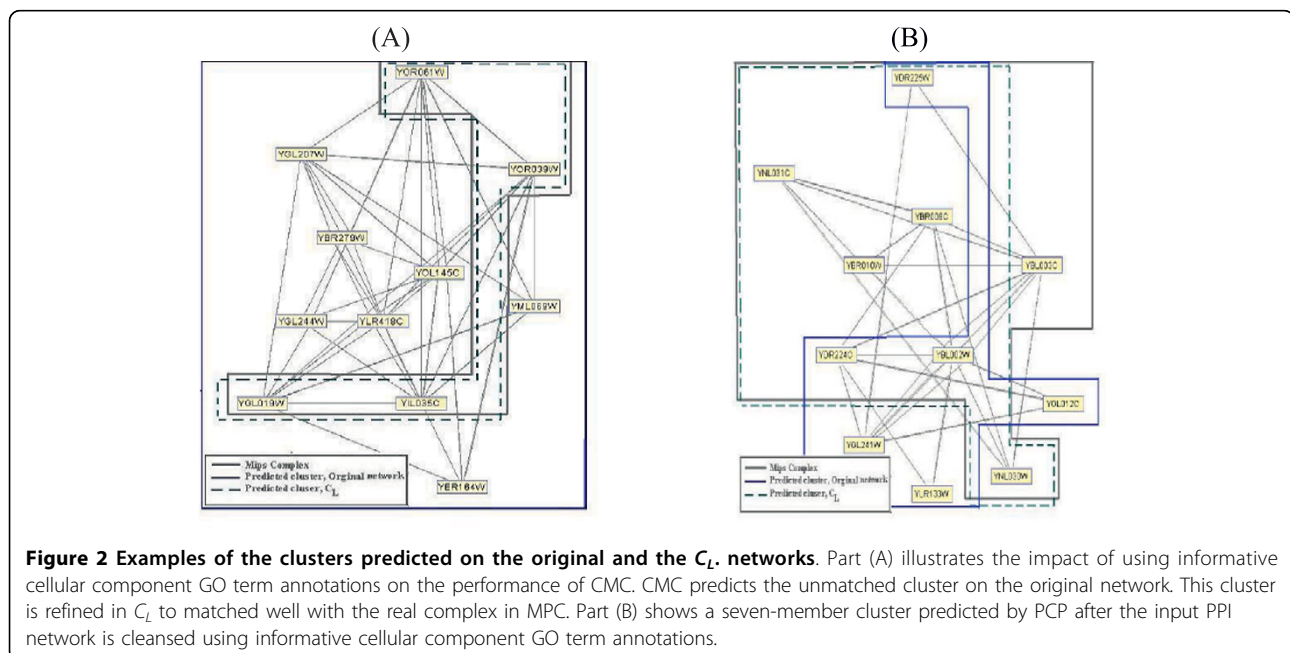 (A)
(B)
YOR061W
YDR225W
YGL207W
YOR039W
YNL031C
YBR009C
YBR279W
YOL145C
YBR010W
YBL003C
YML069W
YGL244W
YLR418C
YDR224C
YBL002W
YGL019W
YIL035C
YGL012C
YGL241W
YNL030W
YER164W
YLR133W
Mips Complex
Predicted cluster, Orginal network
Predicted cluser, C_L
Mips Complex
Predicted cluster, Orginal network
Predicted cluser, C_L
Figure 2 Examples of the clusters predicted on the original and the C_L. networks. Part (A) illustrates the impact of using informative
cellular component GO term annotations on the performance of CMC. CMC predicts the unmatched cluster on the original network. This cluster
is refined in C_L to matched well with the real complex in MPC. Part (B) shows a seven-member cluster predicted by PCP after the input PPI
network is cleansed using informative cellular component GO term annotations.